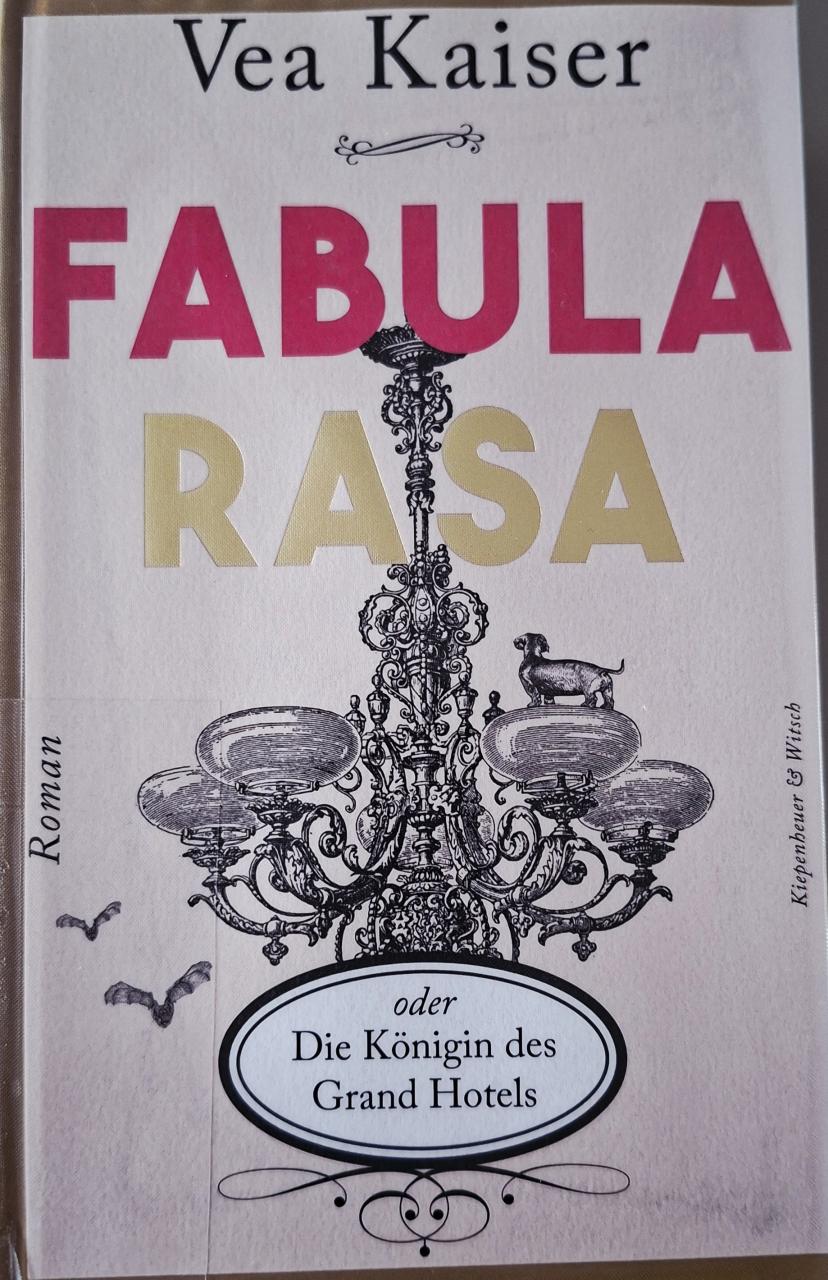 Vea Kaiser
FABULA
RASA
Roman
Kiepenheuer & Witsch
oder
Die Königin des
Grand Hotels